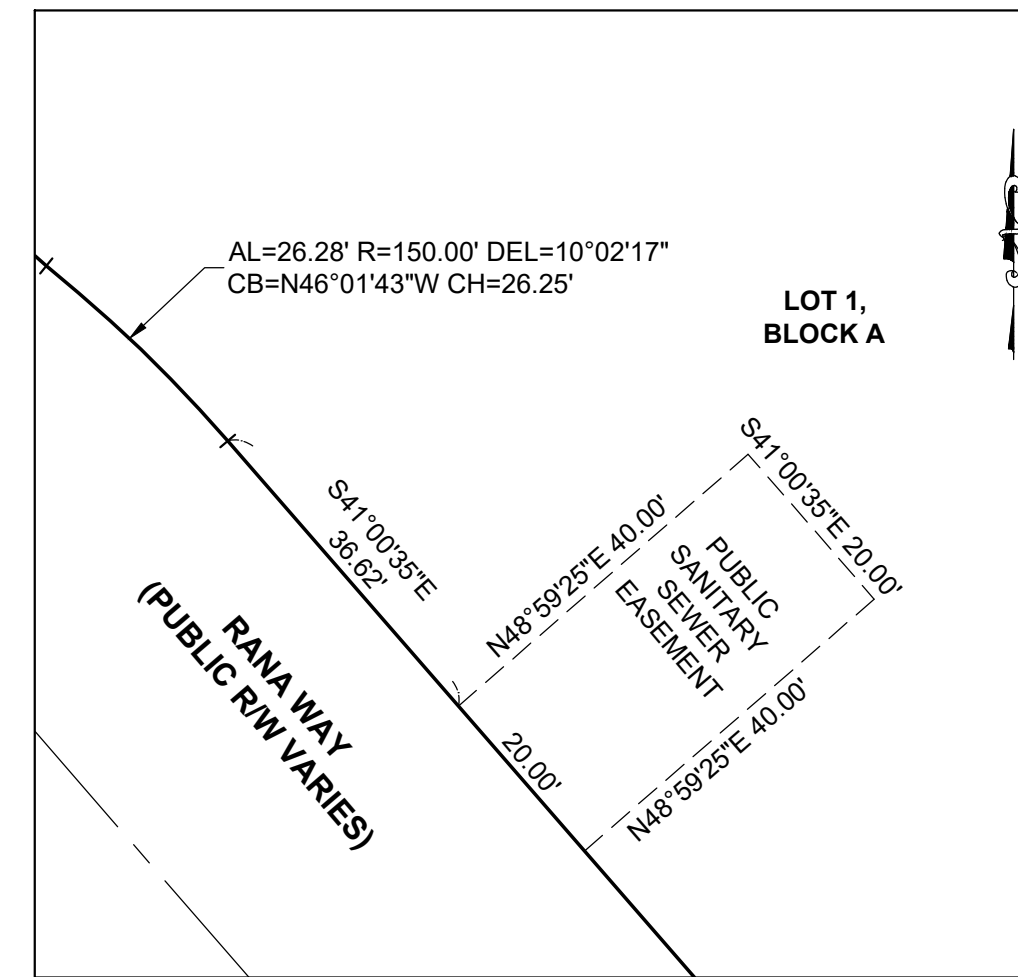 AL=26.28' R=150.00' DEL=10°02'17"
CB=N46°01'43"W CH=26.25'
LOT 1,
BLOCK A
S41°00'35"E
36.62'
N48°59'25"E 40.00'
S41°00'35"E 20.00'
PUBLIC
SANITARY
SEWER
EASEMENT
N48°59'25"E 40.00'
20.00'
RANA WAY
(PUBLIC R/W VARIES)